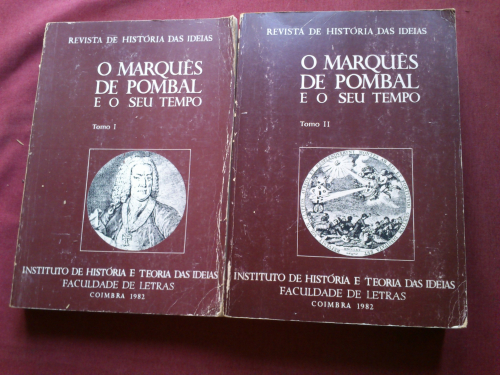 REVISTA DE HISTÓRIA DAS IDEIAS
O MARQUÊS
DE POMBAL
E O SEU TEMPO
Tomo I
INSTITUTO DE HISTÓRIA E TEORIA DAS IDEIAS
FACULDADE DE LETRAS
COIMBRA 1982
REVISTA DE HISTÓRIA DAS IDEIAS
O MARQUÊS
DE POMBAL
E O SEU TEMPO
Tomo II
INSTITUTO DE HISTÓRIA E TEORIA DAS IDEIAS
FACULDADE DE LETRAS
COIMBRA 1982